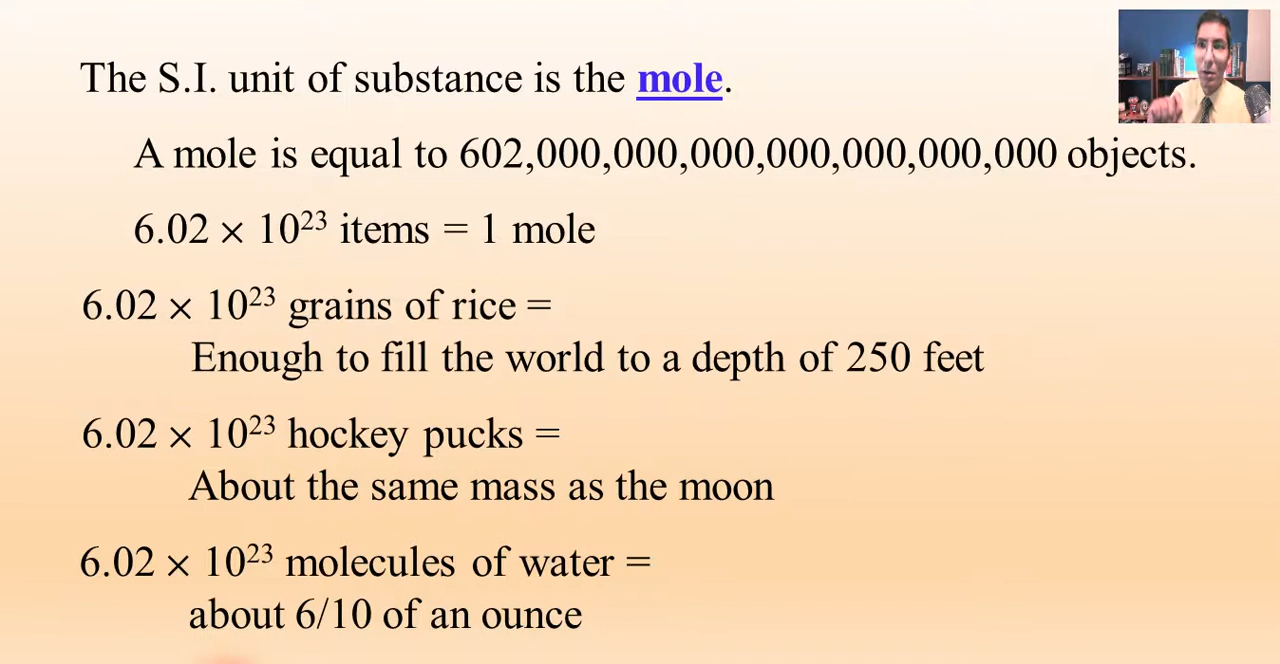 The S.I. unit of substance is the mole.
A mole is equal to 602,000,000,000,000,000,000,000 objects.
6.02 × 10²³ items = 1 mole
6.02 × 10²³ grains of rice =
Enough to fill the world to a depth of 250 feet
6.02 × 10²³ hockey pucks =
About the same mass as the moon
6.02 × 10²³ molecules of water =
about 6/10 of an ounce